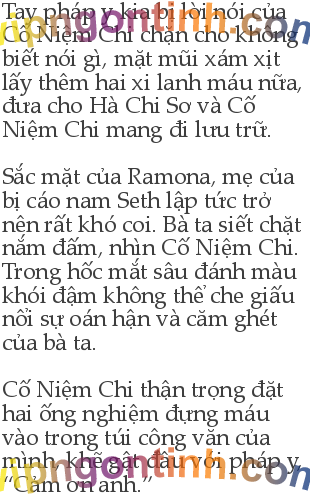 Tay pháp y kia bị lời nói của
Cố Niệm Chi chặn cho không
biết nói gì, mặt mũi xám xịt
lấy thêm hai xi lanh máu nữa,
đưa cho Hà Chi Sơ và Cố
Niệm Chi mang đi lưu trữ.

Sắc mặt của Ramona, mẹ của
bị cáo nam Seth lập tức trở
nên rất khó coi. Bà ta siết chặt
nắm đấm, nhìn Cố Niệm Chi.
Trong hốc mắt sâu đánh màu
khói đậm không thể che giấu
nổi sự oán hận và căm ghét
của bà ta.

Cố Niệm Chi thận trọng đặt
hai ống nghiệm đựng máu
vào trong túi công văn của
mình, khẽ gật đầu với pháp y,
“Cảm ơn anh.”